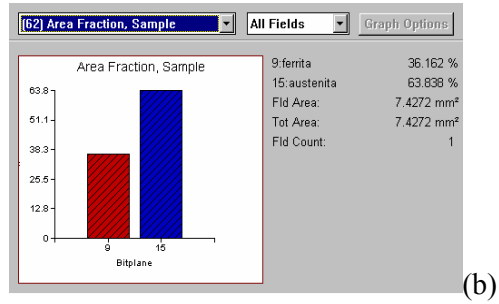 (62) Area Fraction, Sample All Fields Graph Options
Area Fraction, Sample
63.8
51.1
38.3
25.5
12.8
0
9 15
Bitplane
9:ferrita 36.162 %
15:austenita 63.838 %
Fld Area: 7.4272 mm²
Tot Area: 7.4272 mm²
Fld Count: 1
(b)